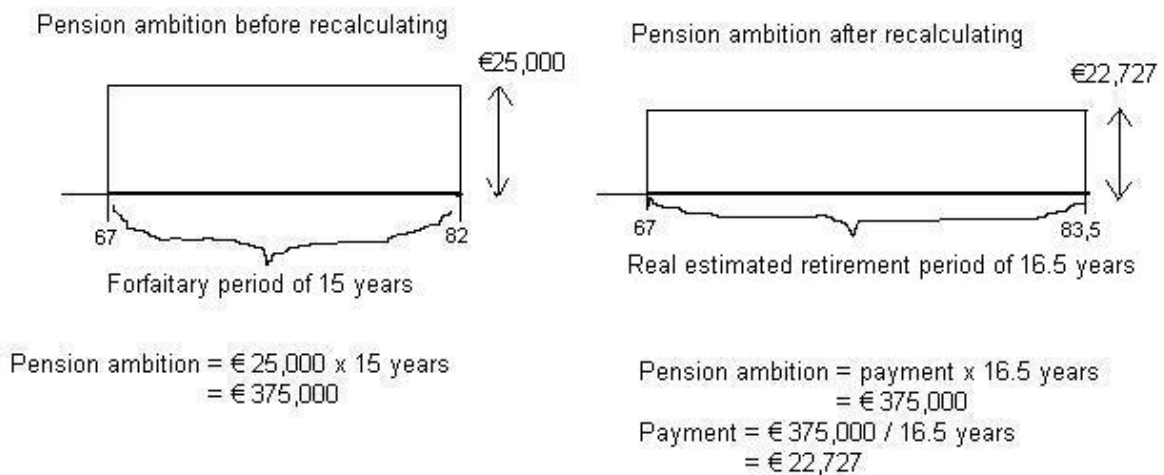 Pension ambition before recalculating
€25,000
67
82
Forfaitary period of 15 years
Pension ambition = € 25,000 x 15 years
= € 375,000
Pension ambition after recalculating
€22,727
67
83,5
Real estimated retirement period of 16.5 years
Pension ambition = payment x 16.5 years
= € 375,000
Payment = € 375,000 / 16.5 years
= € 22,727